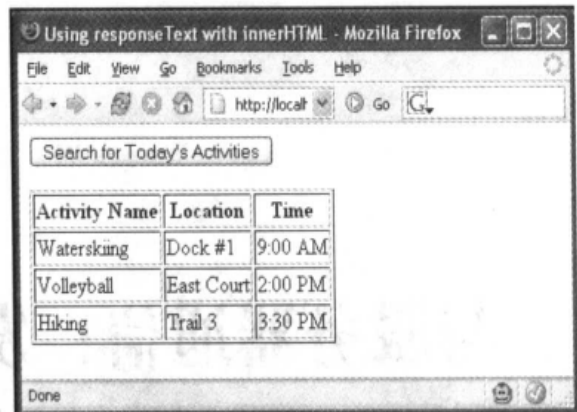 Using responseText with innerHTML - Mozilla Firefox
File Edit View Go Bookmarks Tools Help
http://localh Go G
Search for Today's Activities
Activity Name Location Time
Waterskiing Dock #1 9:00 AM
Volleyball East Court 2:00 PM
Hiking Trail 3 3:30 PM
Done